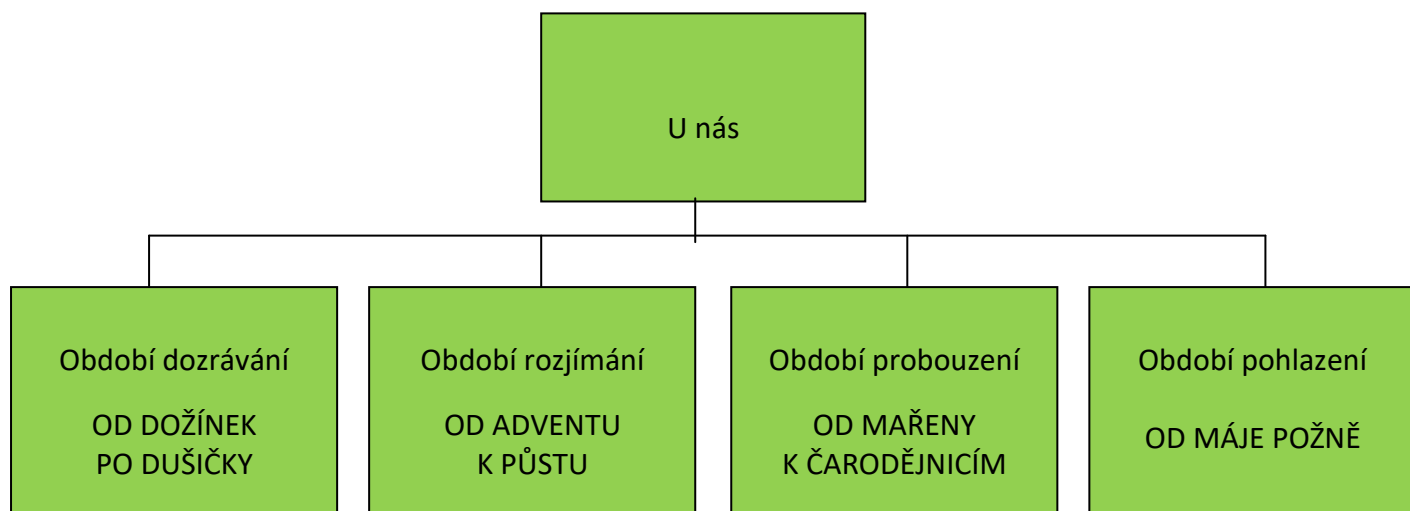 U nás
Období dozrávání
OD DOŽÍNEK
PO DUŠIČKY
Období rozjímání
OD ADVENTU
K PŮSTU
Období probouzení
OD MAŘENY
K ČARODĚJNICÍM
Období pohlazení
OD MÁJE POŽNĚ